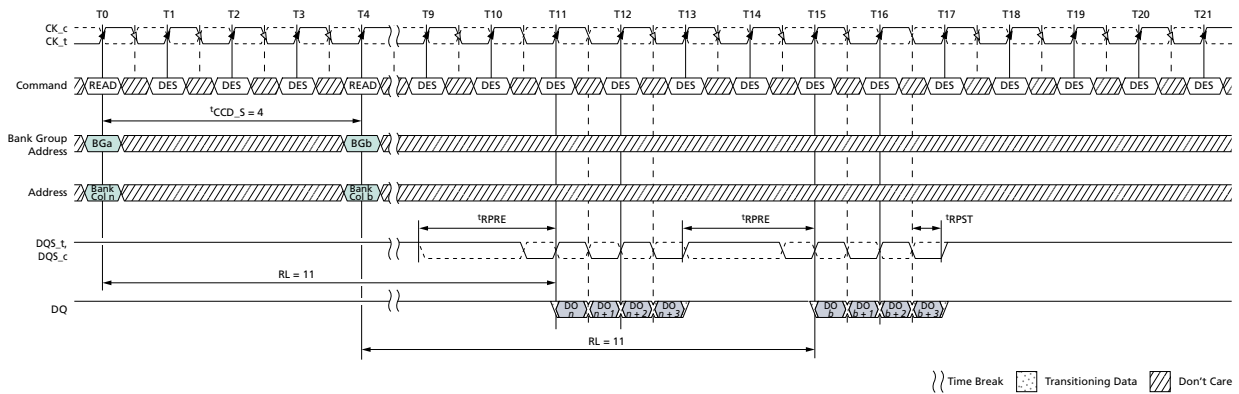 T0 T1 T2 T3 T4 T9 T10 T11 T12 T13 T14 T15 T16 T17 T18 T19 T20 T21
CK_c
CK_t
Command READ DES DES DES READ DES DES DES DES DES DES DES DES DES DES DES DES DES
tCCD_S = 4
Bank Group
Address
BGa BGb
Address
Bank
Col n
Bank
Col b
tRPRE tRPRE tRPST
DQS_t,
DQS_c
RL = 11
DQ
DO
n
DO
n + 1
DO
n + 2
DO
n + 3
DO
b
DO
b + 1
DO
b + 2
DO
b + 3
RL = 11
Time Break Transitioning Data Don't Care